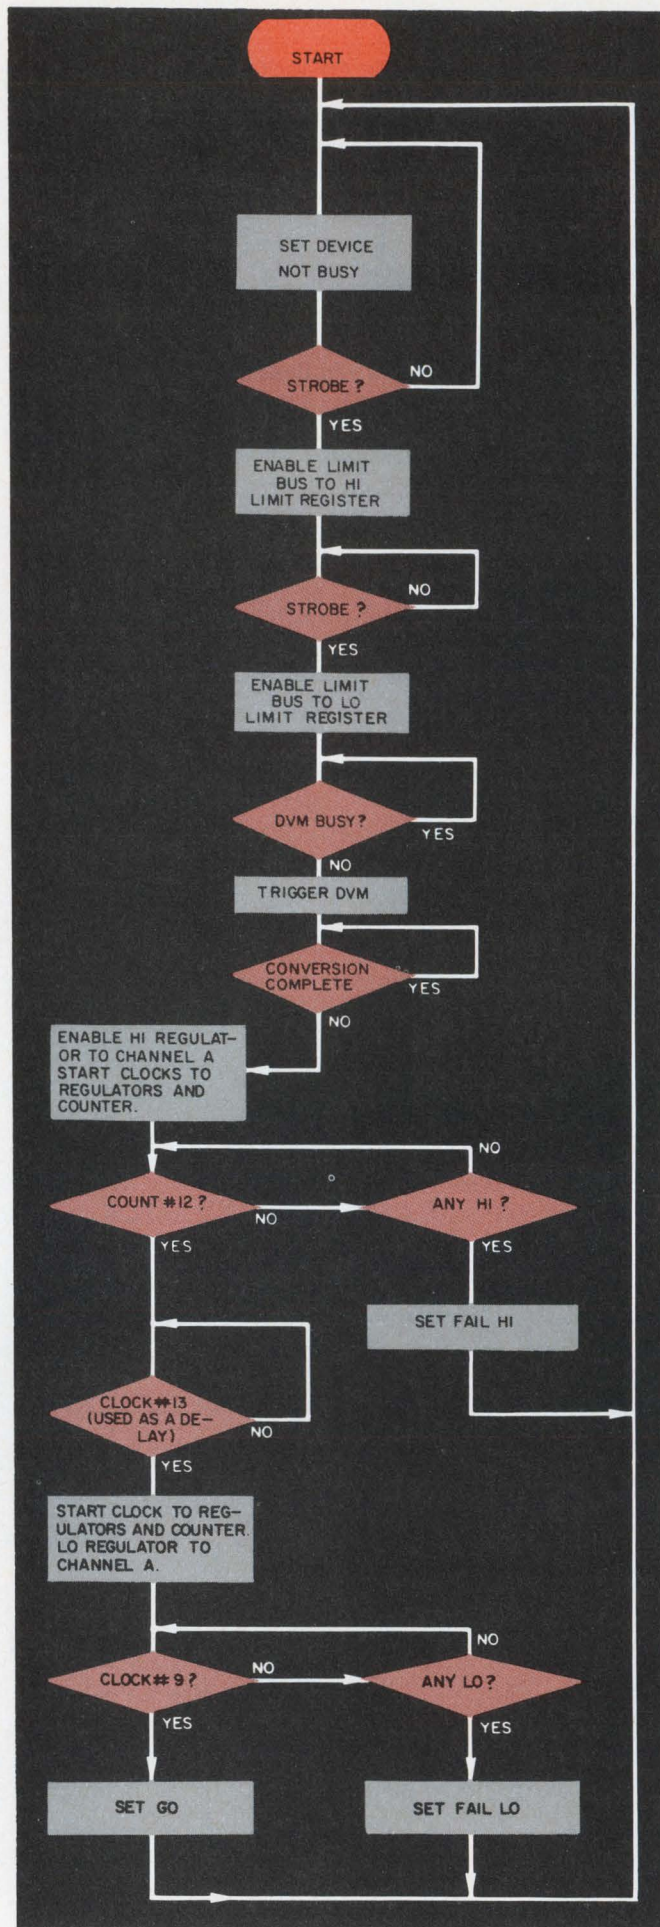 START
SET DEVICE
NOT BUSY
STROBE ?
NO
YES
ENABLE LIMIT
BUS TO HI
LIMIT REGISTER
STROBE ?
NO
YES
ENABLE LIMIT
BUS TO LO
LIMIT REGISTER
DVM BUSY?
YES
NO
TRIGGER DVM
CONVERSION
COMPLETE
YES
NO
ENABLE HI REGULAT-
OR TO CHANNEL A
START CLOCKS TO
REGULATORS AND
COUNTER.
NO
COUNT #12 ?
NO
ANY HI ?
YES
YES
SET FAIL HI
CLOCK#13
(USED AS A DE-
LAY)
NO
YES
START CLOCK TO REG-
ULATORS AND COUNTER.
LO REGULATOR TO
CHANNEL A.
NO
CLOCK# 9 ?
NO
ANY LO?
YES
YES
SET GO
SET FAIL LO